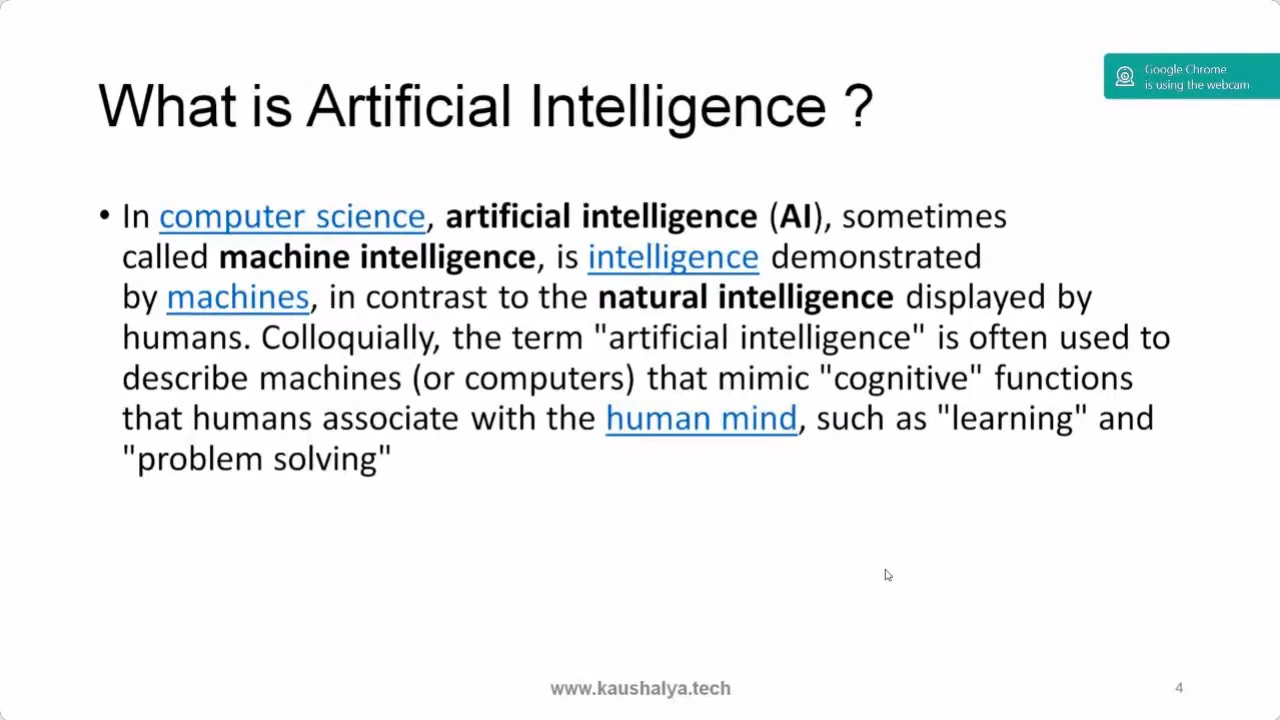 What is Artificial Intelligence ?
Google Chrome
is using the webcam
• In computer science, artificial intelligence (AI), sometimes
called machine intelligence, is intelligence demonstrated
by machines, in contrast to the natural intelligence displayed by
humans. Colloquially, the term "artificial intelligence" is often used to
describe machines (or computers) that mimic "cognitive" functions
that humans associate with the human mind, such as "learning" and
"problem solving"
www.kaushalya.tech
4